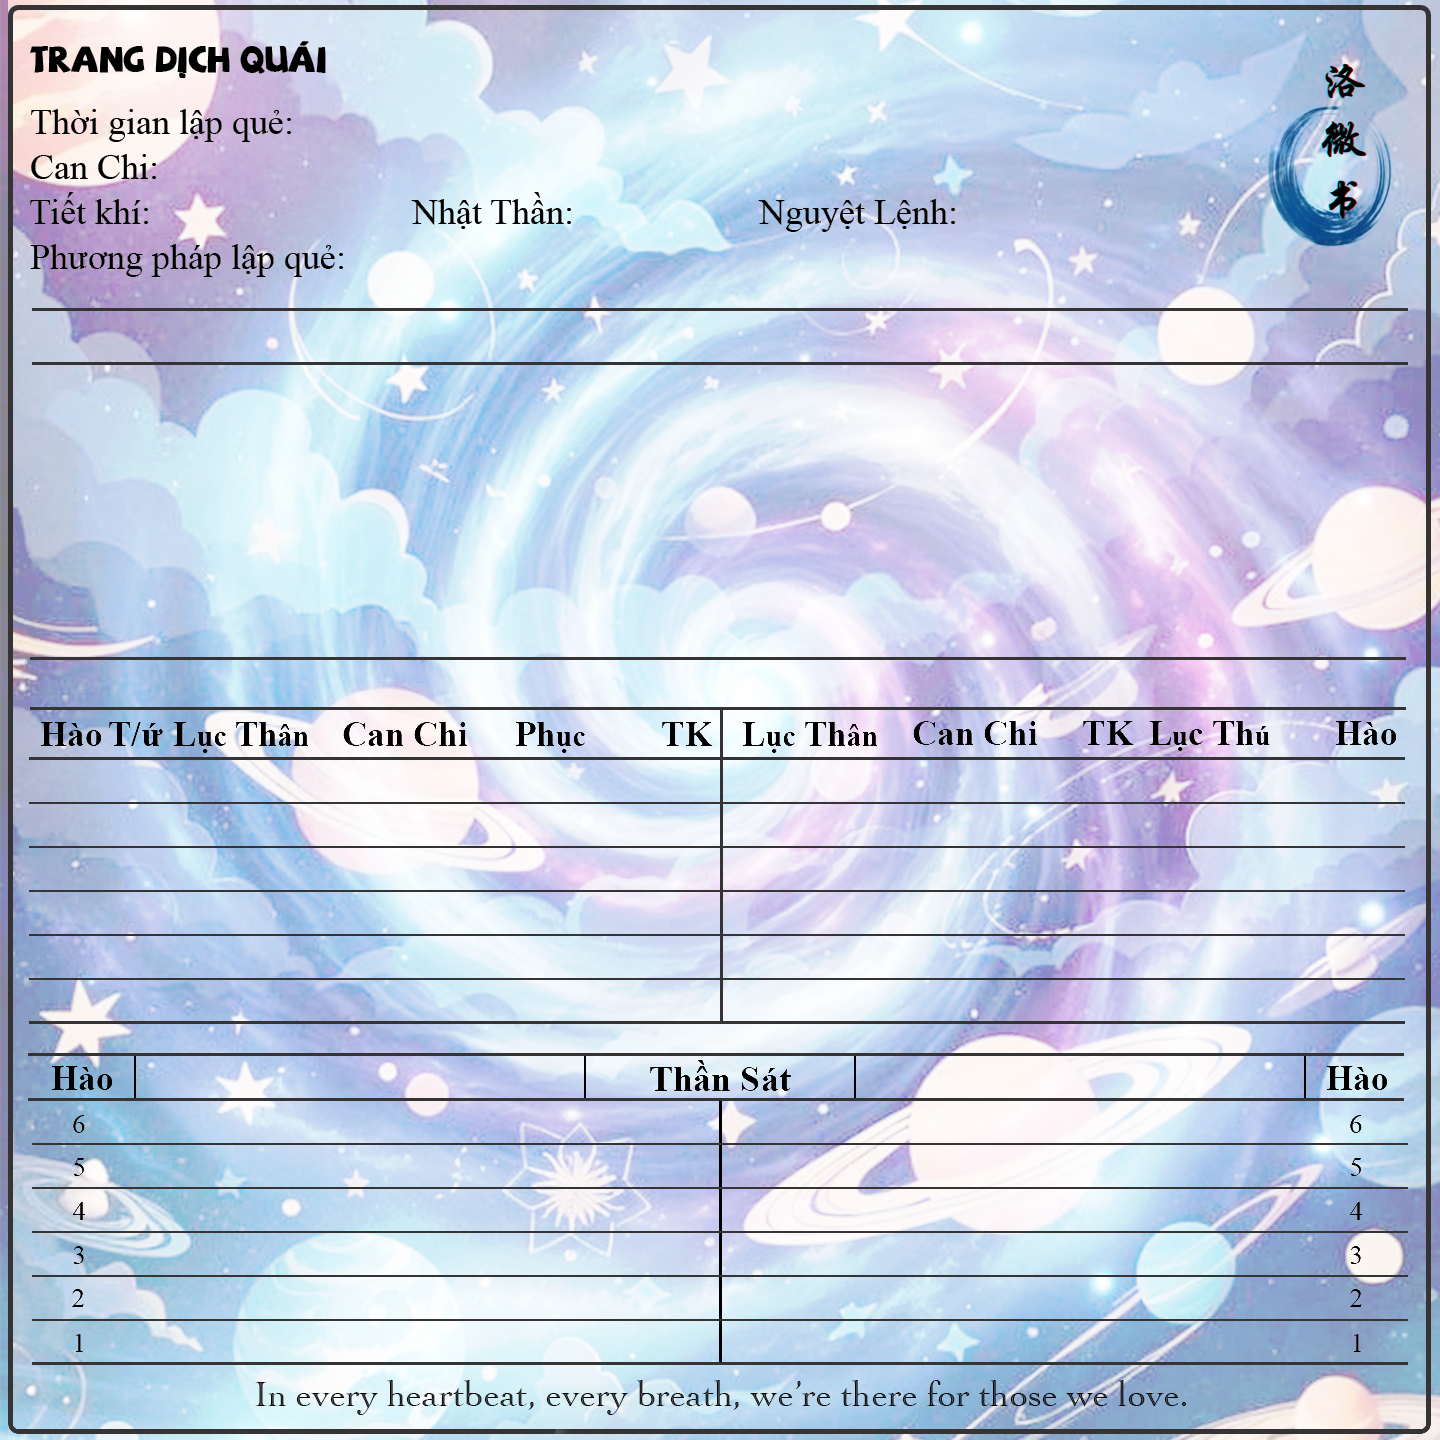 TRANG DỊCH QUÁI
洛微书
Thời gian lập quẻ:
Can Chi:
Tiết khí: Nhật Thần: Nguyệt Lệnh:
Phương pháp lập quẻ:
Hào T/ứ Lục Thân Can Chi Phục TK Lục Thân Can Chi TK Lục Thú Hào
Hào Thần Sát Hào
6 6
5 5
4 4
3 3
2 2
1 1
In every heartbeat, every breath, we're there for those we love.